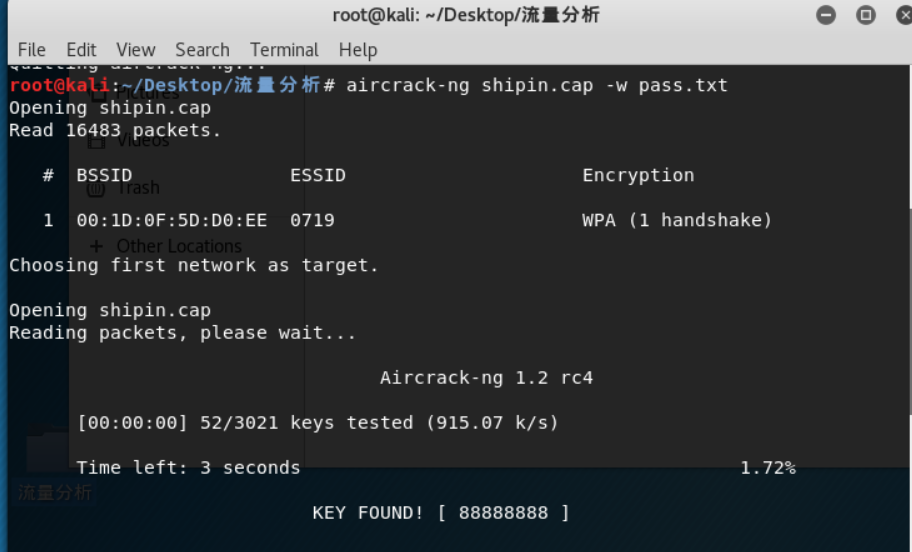 root@kali: ~/Desktop/流量分析
File Edit View Search Terminal Help
Quitting aircrack-ng...
root@kali:~/Desktop/流量分析# aircrack-ng shipin.cap -w pass.txt
Pictures
Opening shipin.cap
Read 16483 packets.
Videos
# BSSID ESSID Encryption
Trash
1 00:1D:0F:5D:D0:EE 0719 WPA (1 handshake)
+ Other Locations
Choosing first network as target.
Opening shipin.cap
Reading packets, please wait...
Aircrack-ng 1.2 rc4
[00:00:00] 52/3021 keys tested (915.07 k/s)
Time left: 3 seconds 1.72%
流量分析
KEY FOUND! [ 88888888 ]